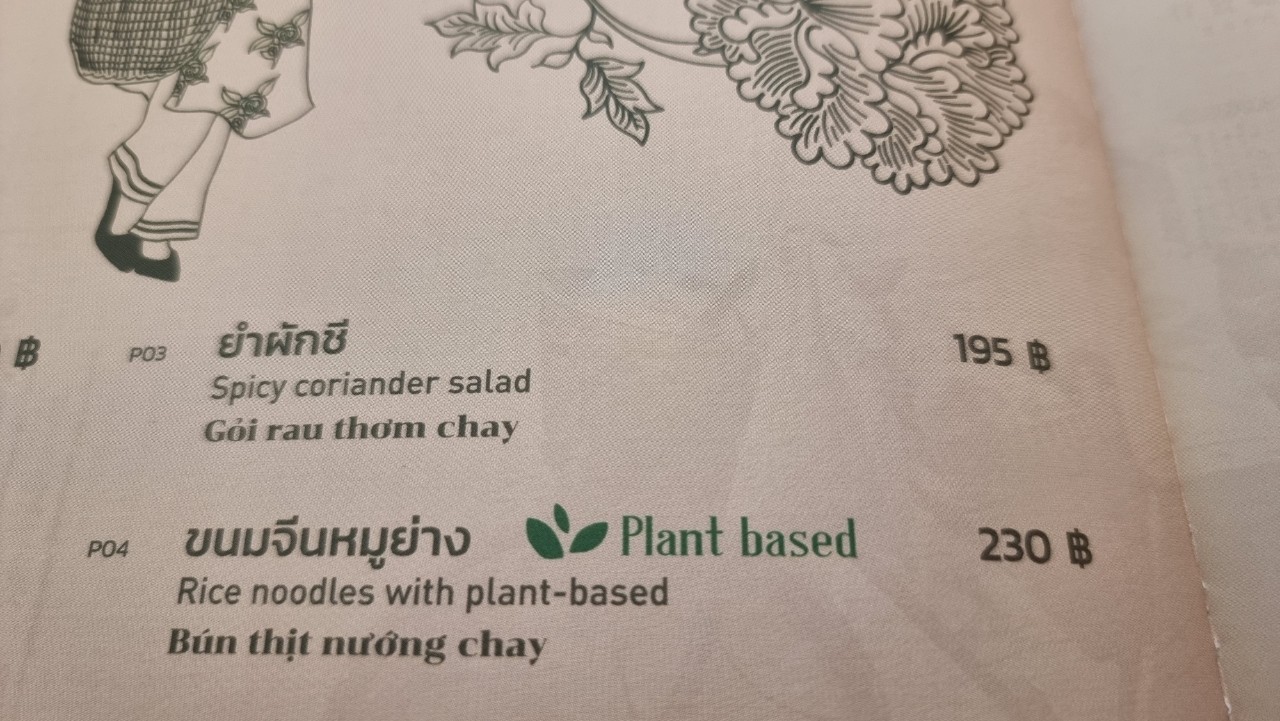 ฿
P03 ยำผักชี 195 ฿
Spicy coriander salad
Gỏi rau thơm chay
P04 ขนมจีนหมูย่าง Plant based 230 ฿
Rice noodles with plant-based
Bún thịt nướng chay